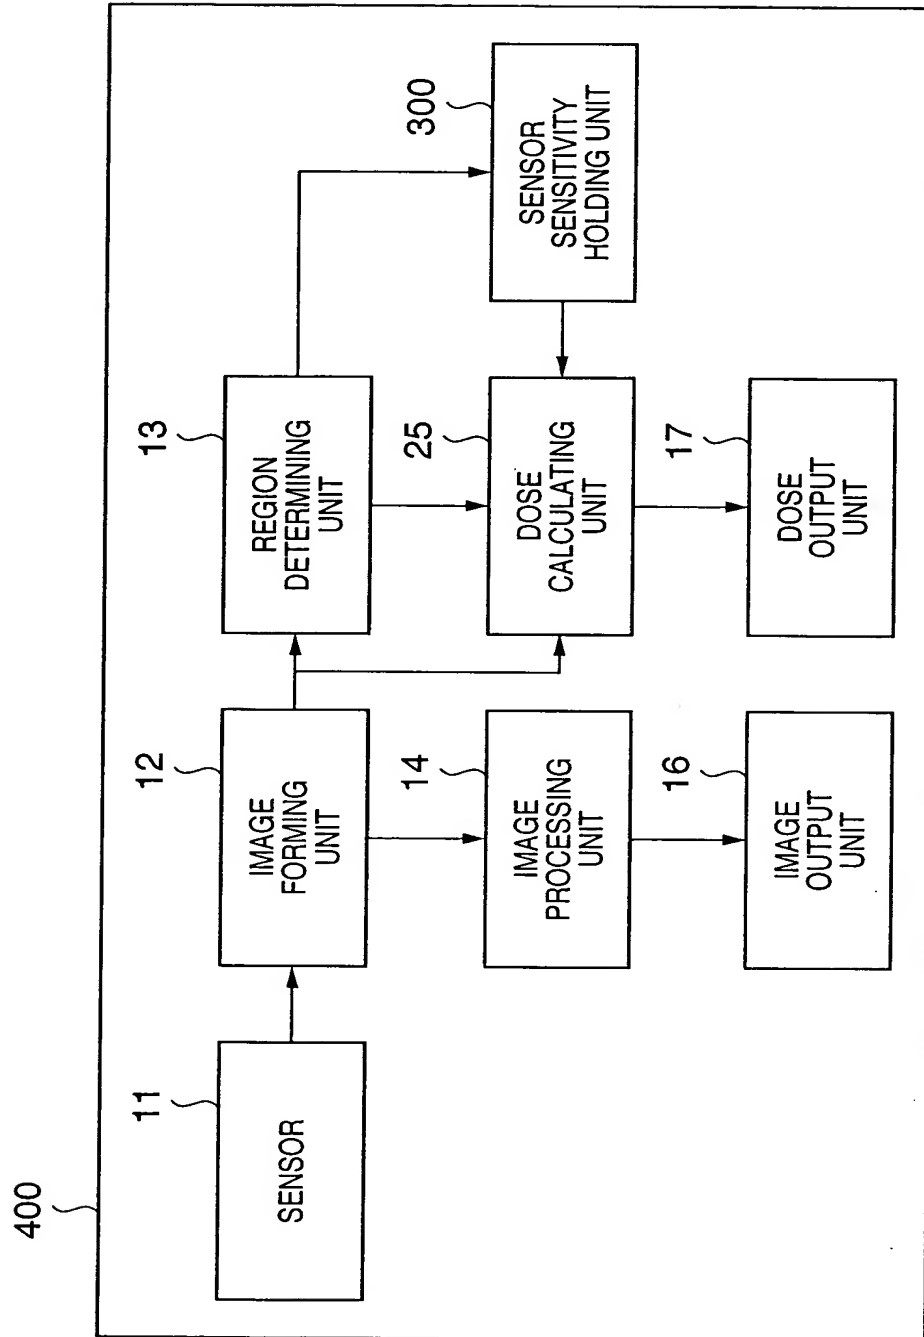 400
11
SENSOR
12
IMAGE
FORMING
UNIT
13
REGION
DETERMINING
UNIT
300
SENSOR
SENSITIVITY
HOLDING UNIT
14
IMAGE
PROCESSING
UNIT
25
DOSE
CALCULATING
UNIT
16
IMAGE
OUTPUT
UNIT
17
DOSE
OUTPUT
UNIT